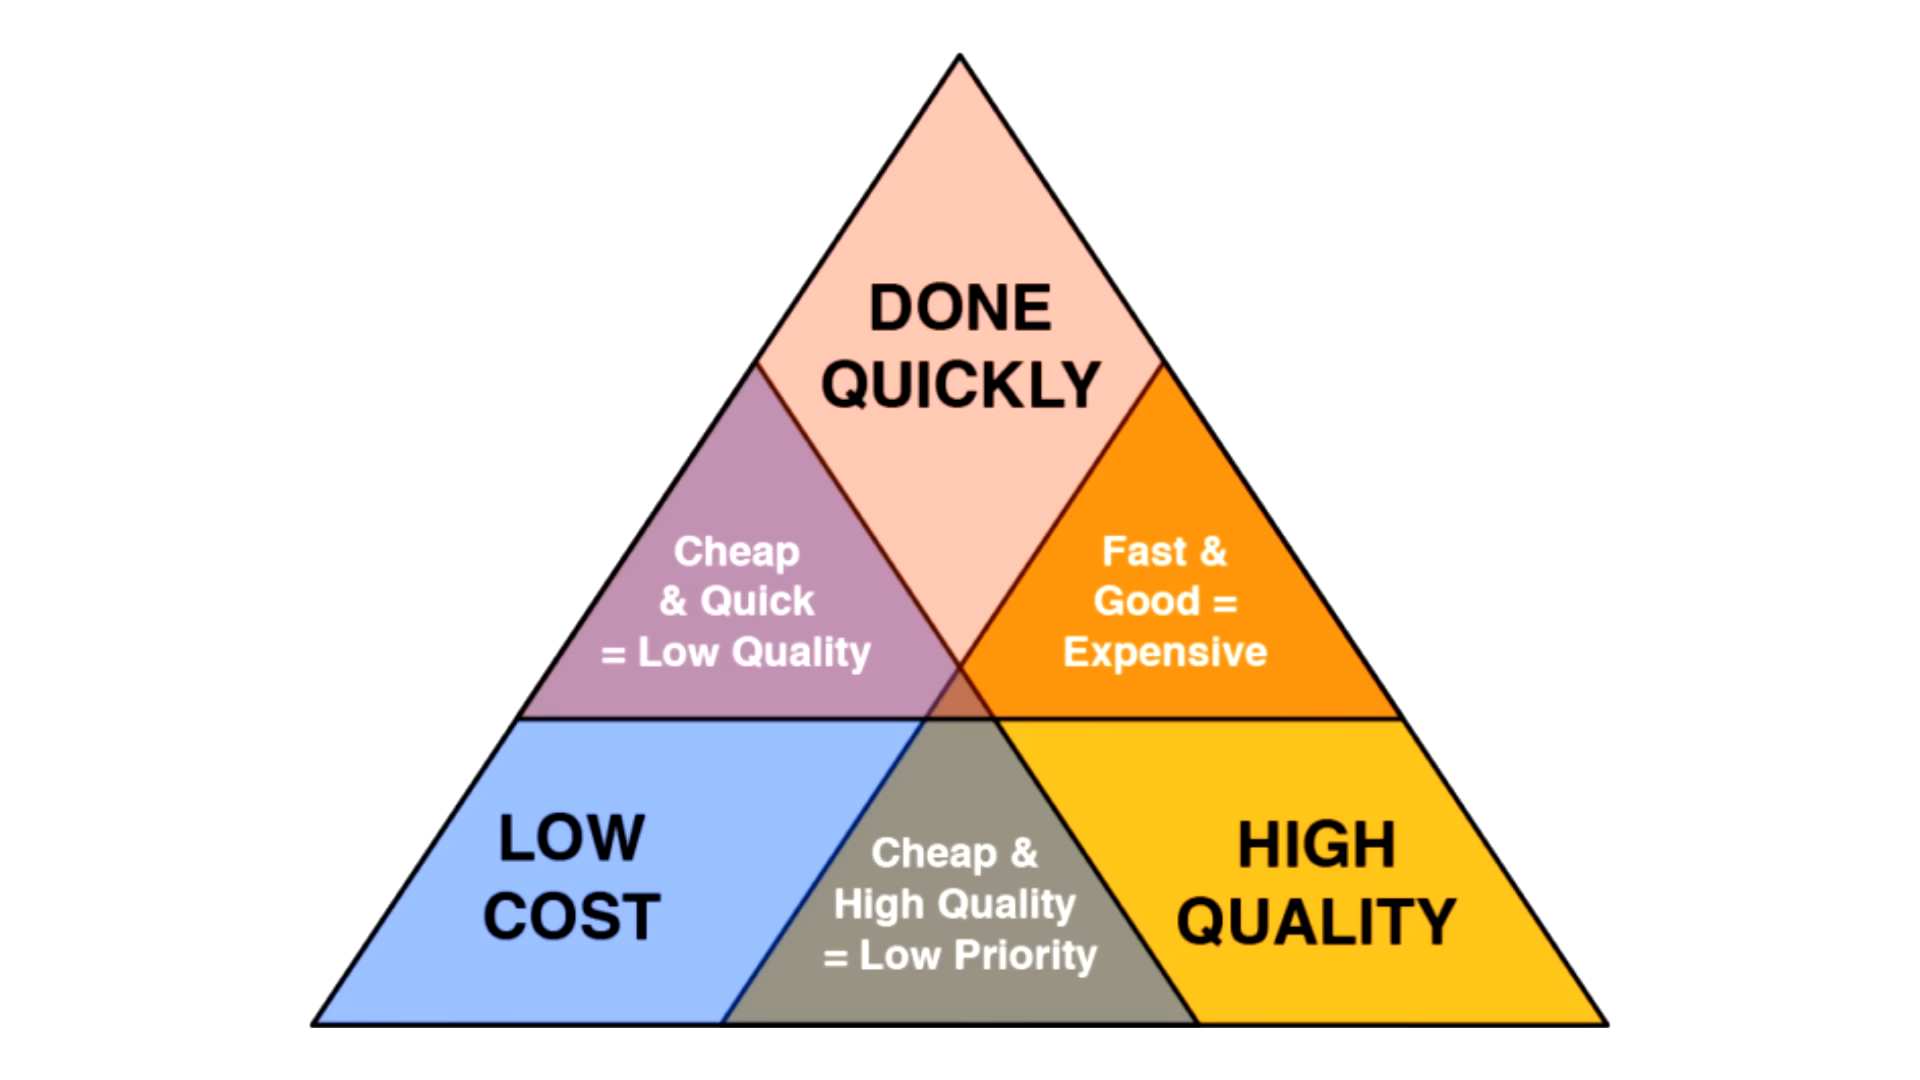 DONE
QUICKLY
Cheap
& Quick
= Low Quality
Fast &
Good =
Expensive
LOW
COST
Cheap &
High Quality
= Low Priority
HIGH
QUALITY